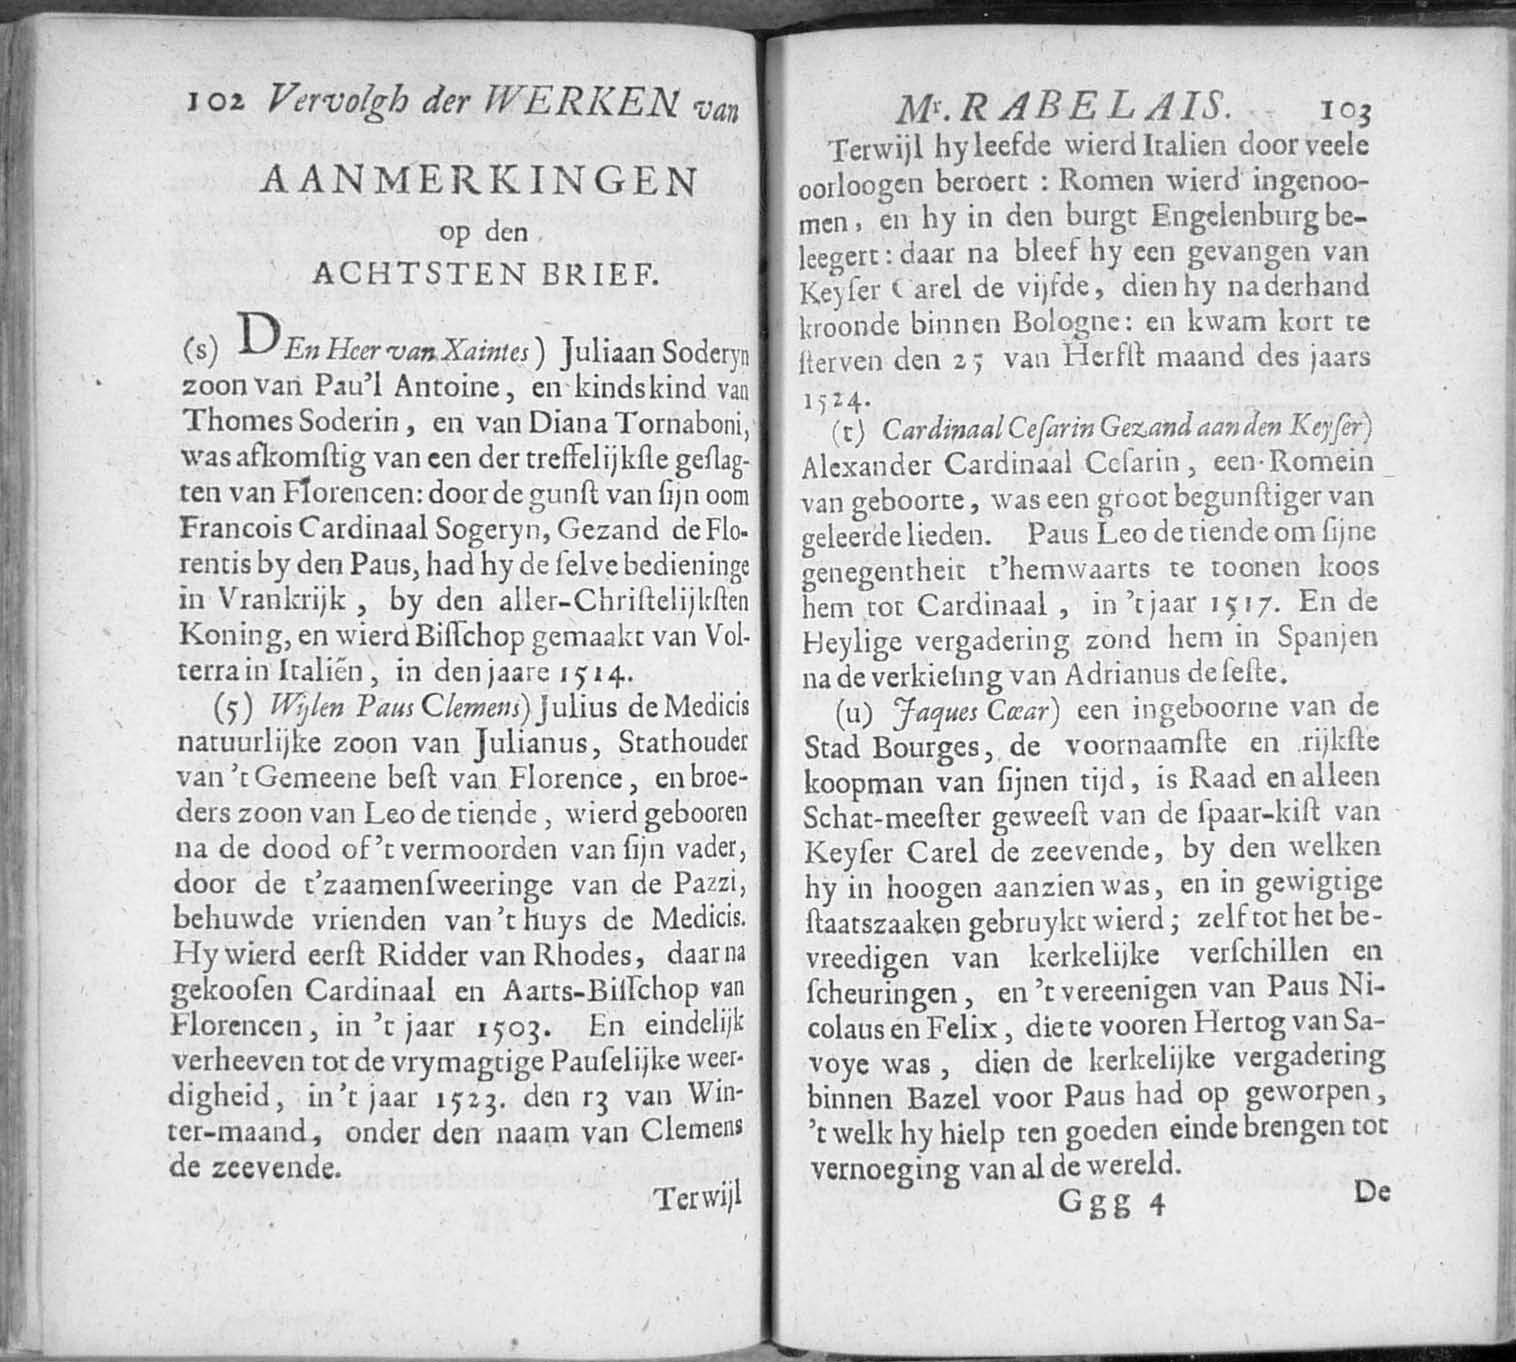 102 Vervolgh der WERKEN van
AANMERKINGEN
op den
ACHTSTEN BRIEF.
(s) DEn Heer van Xaintes) Juliaan Soderyn
zoon van Pau'l Antoine, en kindskind van
Thomes Soderin, en van Diana Tornaboni,
was afkomſtig van een der treffelijkſte geſlag-
ten van Florencen: door de gunſt van ſijn oom
Francois Cardinaal Sogeryn, Gezand de Flo-
rentis by den Paus, had hy de ſelve bedieninge
in Vrankrijk, by den aller-Chriſtelijkſten
Koning, en wierd Biſſchop gemaakt van Vol-
terra in Italiën, in den jaare 1514.
(5) Wijlen Paus Clemens) Julius de Medicis
natuurlijke zoon van Julianus, Stathouder
van 't Gemeene beſt van Florence, en broe-
ders zoon van Leo de tiende, wierd gebooren
na de dood of 't vermoorden van ſijn vader,
door de t'zaamenſweeringe van de Pazzi,
behuwde vrienden van 't huys de Medicis.
Hy wierd eerſt Ridder van Rhodes, daar na
gekooſen Cardinaal en Aarts-Biſſchop van
Florencen, in 't jaar 1503. En eindelijk
verheeven tot de vrymagtige Pauſelijke weer-
digheid, in 't jaar 1523. den 13 van Win-
ter-maand, onder den naam van Clemens
de zeevende.
Terwijl
Mr. RABELAIS. 103
Terwijl hy leefde wierd Italien door veele
oorloogen beroert: Romen wierd ingenoo-
men, en hy in den burgt Engelenburg be-
leegert: daar na bleef hy een gevangen van
Keyſer Carel de vijfde, dien hy naderhand
kroonde binnen Bologne: en kwam kort te
ſterven den 25 van Herfſt maand des jaars
1524.
(t) Cardinaal Ceſarin Gezand aan den Keyſer)
Alexander Cardinaal Ceſarin, een Romein
van geboorte, was een groot begunſtiger van
geleerde lieden. Paus Leo de tiende om ſijne
genegentheit t'hemwaarts te toonen koos
hem tot Cardinaal, in 't jaar 1517. En de
Heylige vergadering zond hem in Spanjen
na de verkieſing van Adrianus de ſeſte.
(u) Jaques Cœar) een ingeboorne van de
Stad Bourges, de voornaamſte en rijkſte
koopman van ſijnen tijd, is Raad en alleen
Schat-meeſter geweeſt van de ſpaar-kiſt van
Keyſer Carel de zeevende, by den welken
hy in hoogen aanzien was, en in gewigtige
ſtaatszaaken gebruykt wierd; zelf tot het be-
vreedigen van kerkelijke verſchillen en
ſcheuringen, en 't vereenigen van Paus Ni-
colaus en Felix, die te vooren Hertog van Sa-
voye was, dien de kerkelijke vergadering
binnen Bazel voor Paus had op geworpen,
't welk hy hielp ten goeden einde brengen tot
vernoeging van al de wereld.
Ggg 4 De